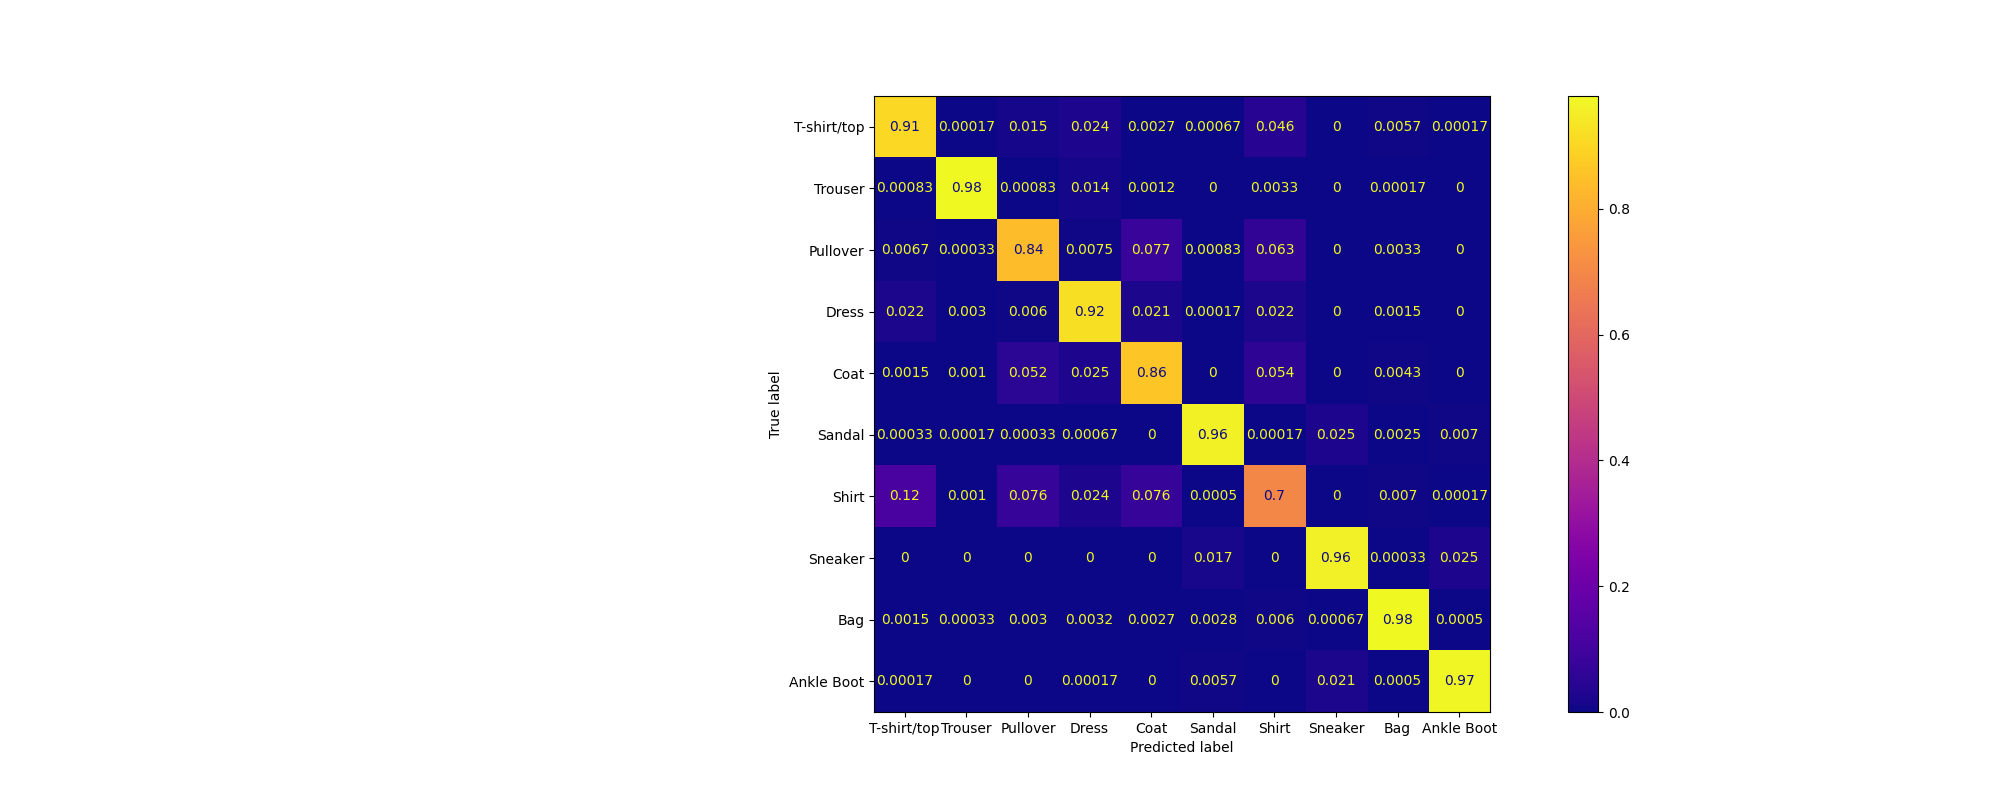 T-shirt/top 0.91 0.00017 0.015 0.024 0.0027 0.00067 0.046 0 0.0057 0.00017
Trouser 0.00083 0.98 0.00083 0.014 0.0012 0 0.0033 0 0.00017 0
0.8
Pullover 0.0067 0.00033 0.84 0.0075 0.077 0.00083 0.063 0 0.0033 0
Dress 0.022 0.003 0.006 0.92 0.021 0.00017 0.022 0 0.0015 0
0.6
Coat 0.0015 0.001 0.052 0.025 0.86 0 0.054 0 0.0043 0
True label
Sandal 0.00033 0.00017 0.00033 0.00067 0 0.96 0.00017 0.025 0.0025 0.007
0.4
Shirt 0.12 0.001 0.076 0.024 0.076 0.0005 0.7 0 0.007 0.00017
Sneaker 0 0 0 0 0 0.017 0 0.96 0.00033 0.025
0.2
Bag 0.0015 0.00033 0.003 0.0032 0.0027 0.0028 0.006 0.00067 0.98 0.0005
Ankle Boot 0.00017 0 0 0.00017 0 0.0057 0 0.021 0.0005 0.97
0.0
T-shirt/top Trouser Pullover Dress Coat Sandal Shirt Sneaker Bag Ankle Boot
Predicted label